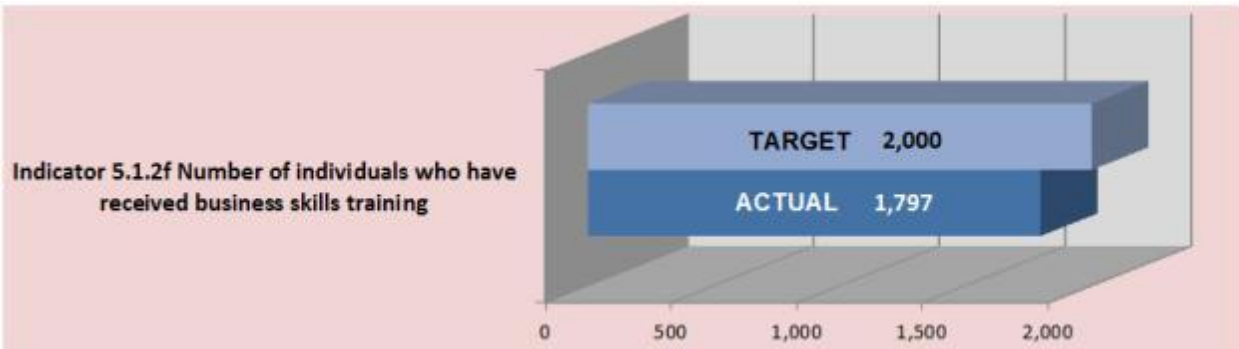 TARGET 2,000
Indicator 5.1.2f Number of individuals who have
received business skills training
ACTUAL 1,797
0 500 1,000 1,500 2,000